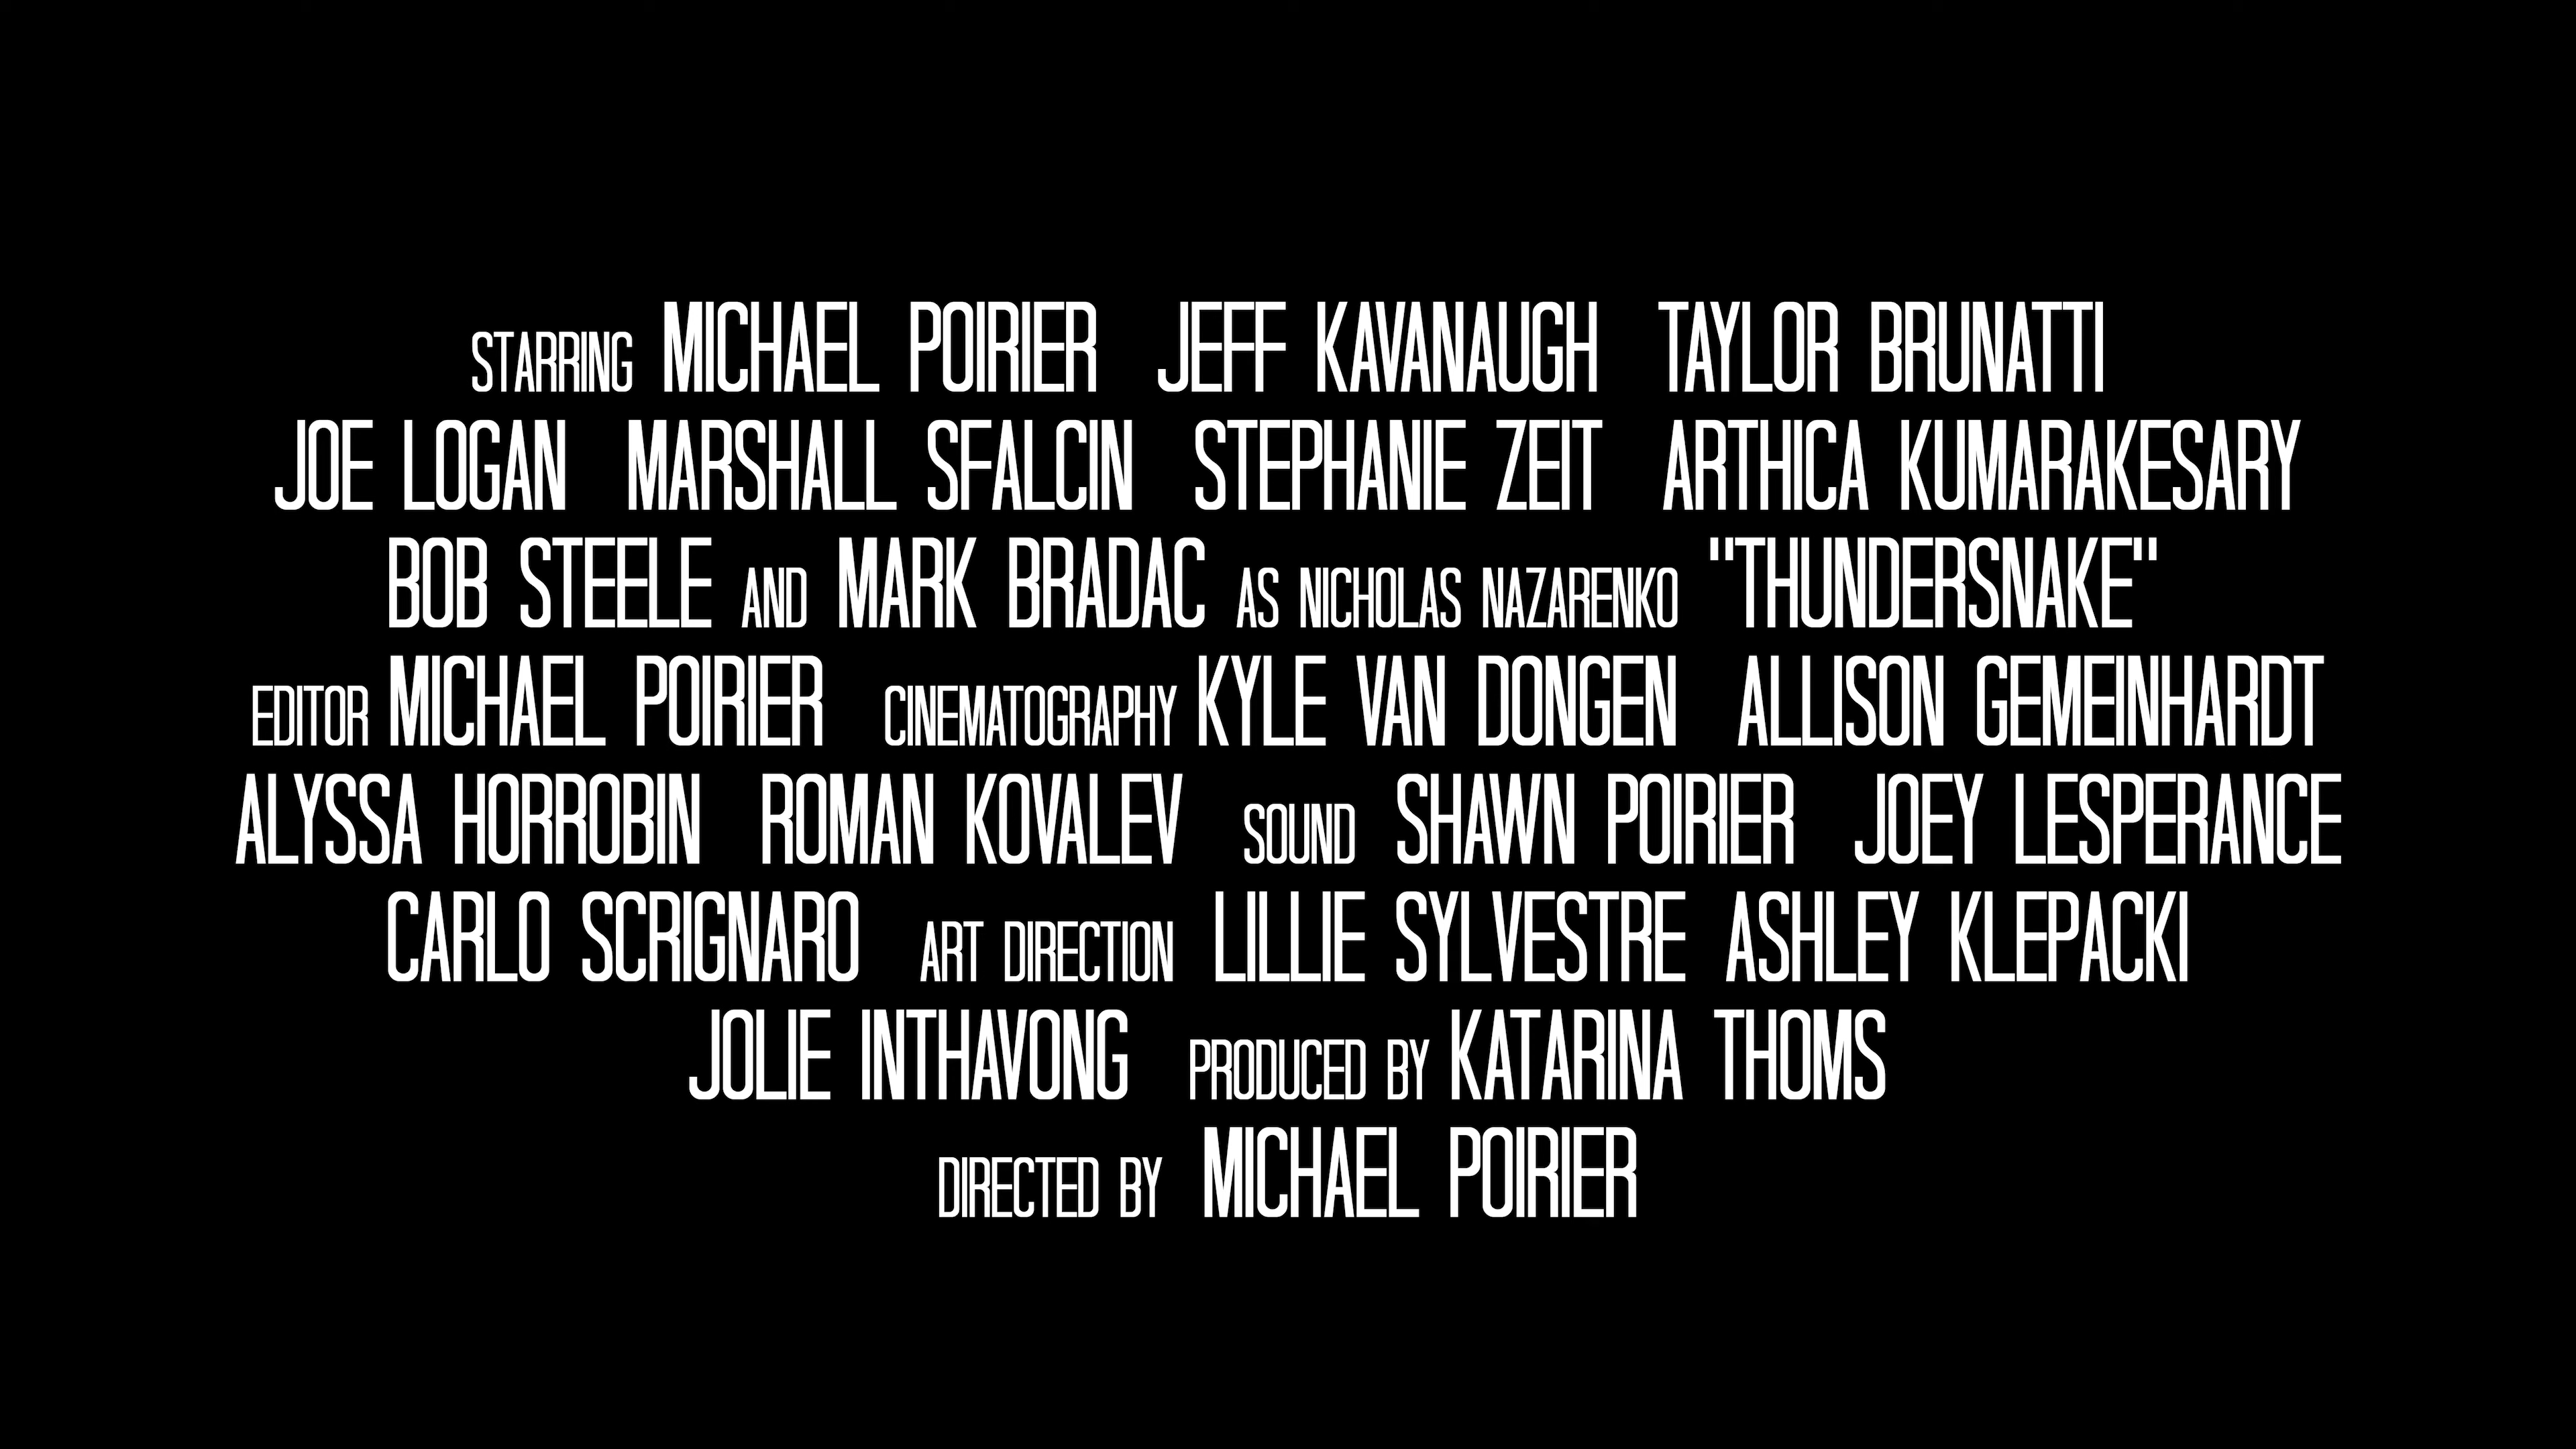 STARRING MICHAEL POIRIER JEFF KAVANAUGH TAYLOR BRUNATTI
JOE LOGAN MARSHALL SFALCIN STEPHANIE ZEIT ARTHICA KUMARAKESARY
BOB STEELE AND MARK BRADAC AS NICHOLAS NAZARENKO "THUNDERSNAKE"
EDITOR MICHAEL POIRIER CINEMATOGRAPHY KYLE VAN DONGEN ALLISON GEMEINHARDT
ALYSSA HORROBIN ROMAN KOVALEV SOUND SHAWN POIRIER JOEY LESPERANCE
CARLO SCRIGNARO ART DIRECTION LILLIE SYLVESTRE ASHLEY KLEPACKI
JOLIE INTHAVONG PRODUCED BY KATARINA THOMS
DIRECTED BY MICHAEL POIRIER